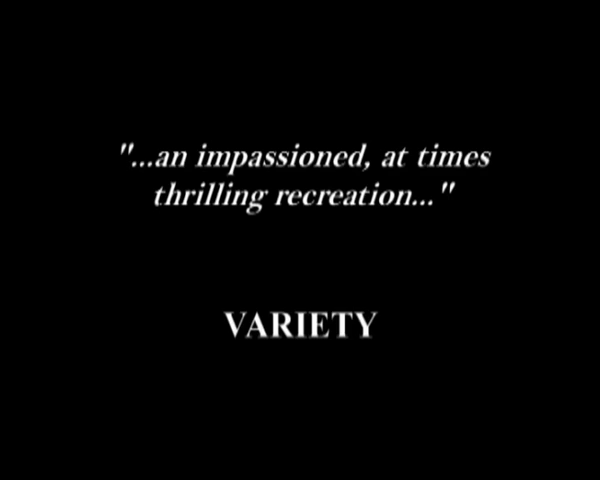 "...an impassioned, at times
thrilling recreation..."
VARIETY